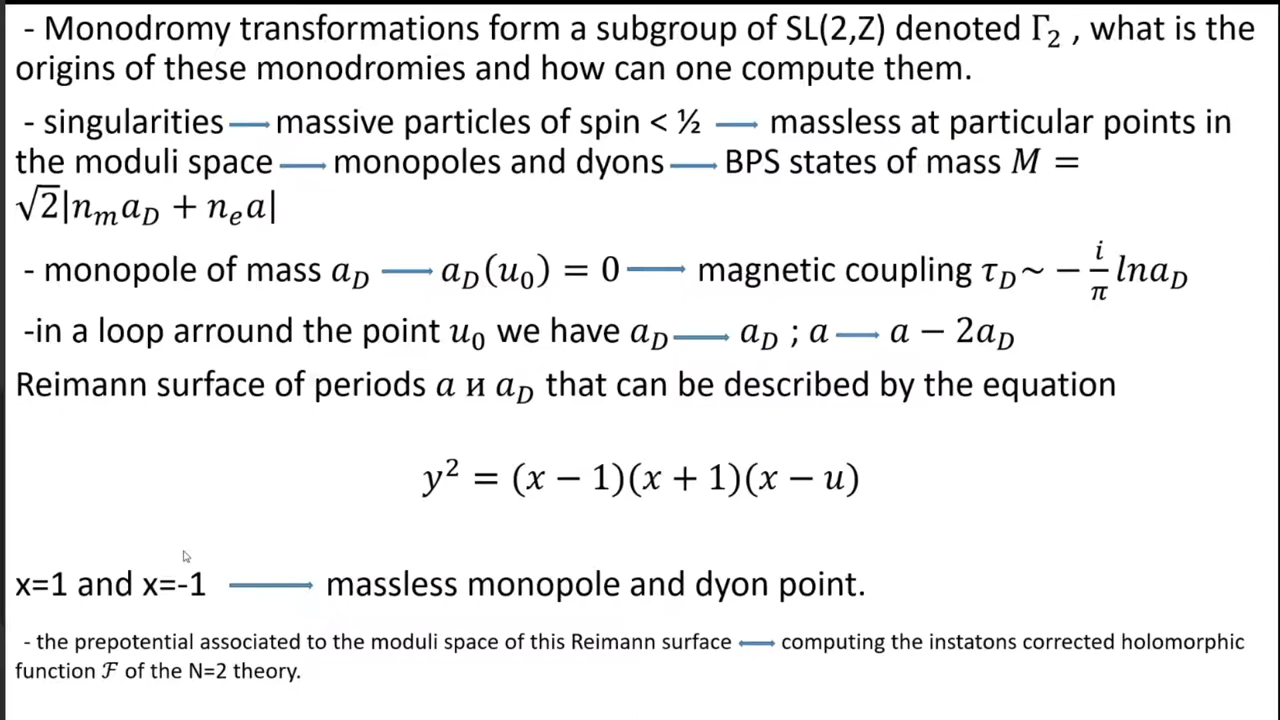 - Monodromy transformations form a subgroup of SL(2,Z) denoted Γ₂ , what is the
origins of these monodromies and how can one compute them.
- singularities ⟶ massive particles of spin < ½ ⟶ massless at particular points in
the moduli space ⟶ monopoles and dyons ⟶ BPS states of mass M =
√2|nₘa_D + nₑa|
- monopole of mass a_D ⟶ a_D(u₀) = 0 ⟶ magnetic coupling τ_D ~ − i/π lna_D
-in a loop arround the point u₀ we have a_D ⟶ a_D ; a ⟶ a − 2a_D
Reimann surface of periods a и a_D that can be described by the equation
y² = (x − 1)(x + 1)(x − u)
x=1 and x=-1 ⟶ massless monopole and dyon point.
- the prepotential associated to the moduli space of this Reimann surface ⟷ computing the instatons corrected holomorphic
function ℱ of the N=2 theory.